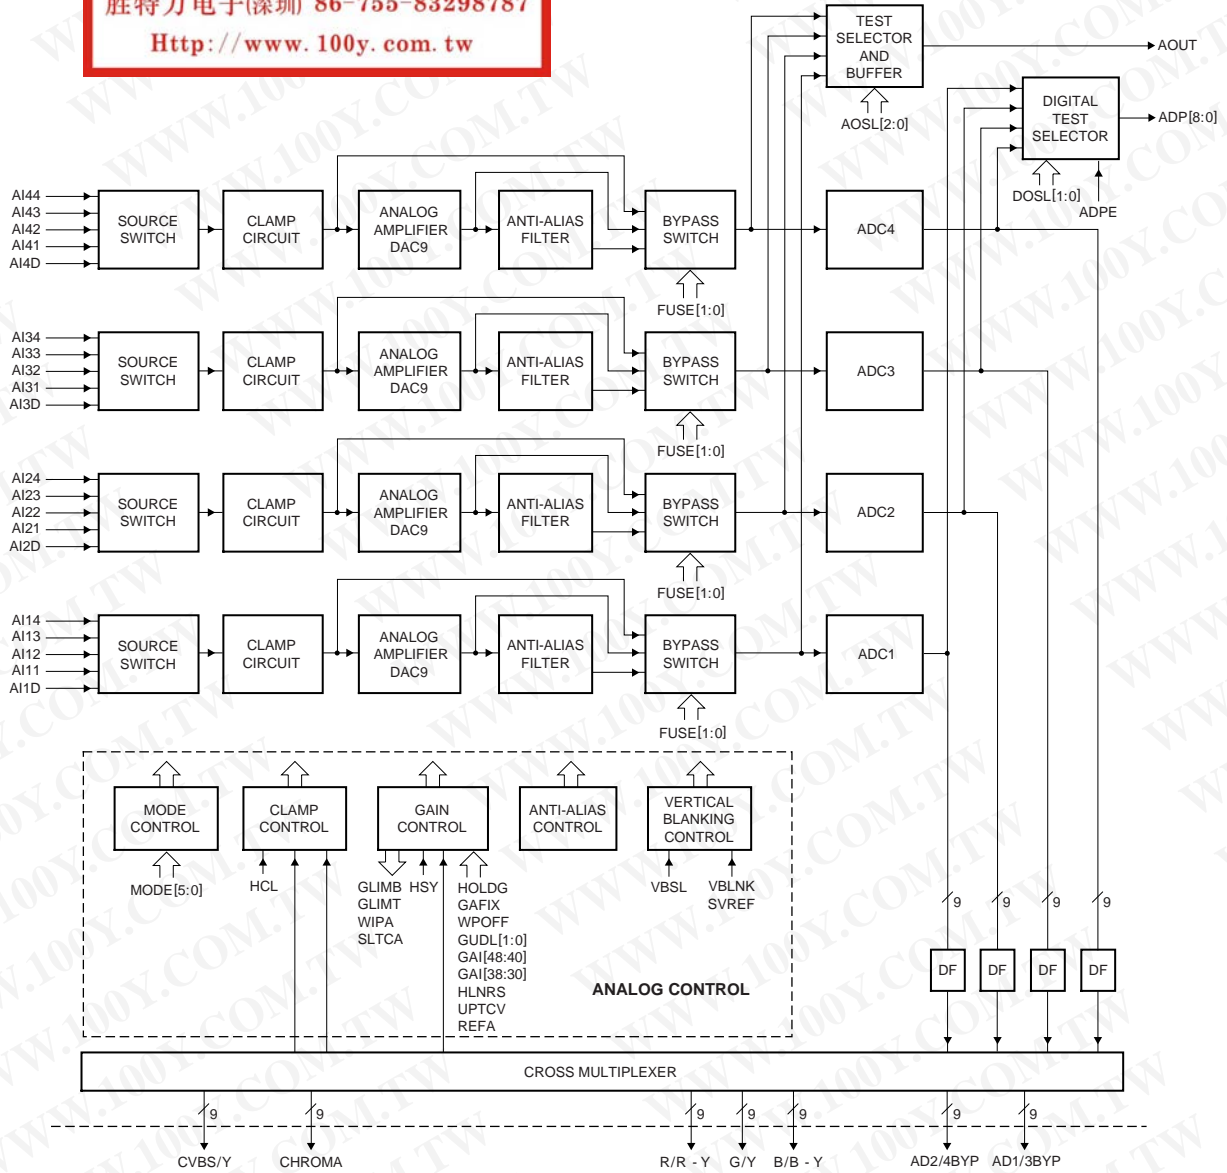 胜特力电子(深圳) 86-755-83298787
Http://www.100y.com.tw
TEST
SELECTOR
AND
BUFFER
AOUT
AOSL[2:0]
DIGITAL
TEST
SELECTOR
ADP[8:0]
DOSL[1:0]
ADPE
AI44
AI43
AI42
AI41
AI4D
SOURCE
SWITCH
CLAMP
CIRCUIT
ANALOG
AMPLIFIER
DAC9
ANTI-ALIAS
FILTER
BYPASS
SWITCH
ADC4
FUSE[1:0]
AI34
AI33
AI32
AI31
AI3D
SOURCE
SWITCH
CLAMP
CIRCUIT
ANALOG
AMPLIFIER
DAC9
ANTI-ALIAS
FILTER
BYPASS
SWITCH
ADC3
FUSE[1:0]
AI24
AI23
AI22
AI21
AI2D
SOURCE
SWITCH
CLAMP
CIRCUIT
ANALOG
AMPLIFIER
DAC9
ANTI-ALIAS
FILTER
BYPASS
SWITCH
ADC2
FUSE[1:0]
AI14
AI13
AI12
AI11
AI1D
SOURCE
SWITCH
CLAMP
CIRCUIT
ANALOG
AMPLIFIER
DAC9
ANTI-ALIAS
FILTER
BYPASS
SWITCH
ADC1
FUSE[1:0]
MODE
CONTROL
CLAMP
CONTROL
GAIN
CONTROL
ANTI-ALIAS
CONTROL
VERTICAL
BLANKING
CONTROL
MODE[5:0]
HCL
GLIMB
GLIMT
WIPA
SLTCA
HSY
HOLDG
GAFIX
WPOFF
GUDL[1:0]
GAI[48:40]
GAI[38:30]
HLNRS
UPTCV
REFA
VBSL
VBLNK
SVREF
ANALOG CONTROL
9 9 9 9
DF DF DF DF
CROSS MULTIPLEXER
9 9 9 9 9 9 9
CVBS/Y CHROMA R/R - Y G/Y B/B - Y AD2/4BYP AD1/3BYP
WWW.100Y.COM.TW